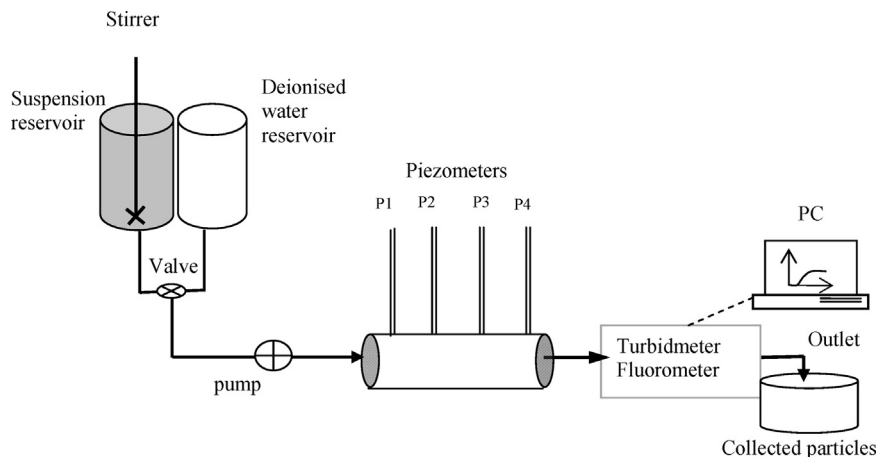 Stirrer
Suspension
reservoir
Deionised
water
reservoir
Valve
pump
Piezometers
P1 P2 P3 P4
Turbidmeter
Fluorometer
PC
Outlet
Collected particles